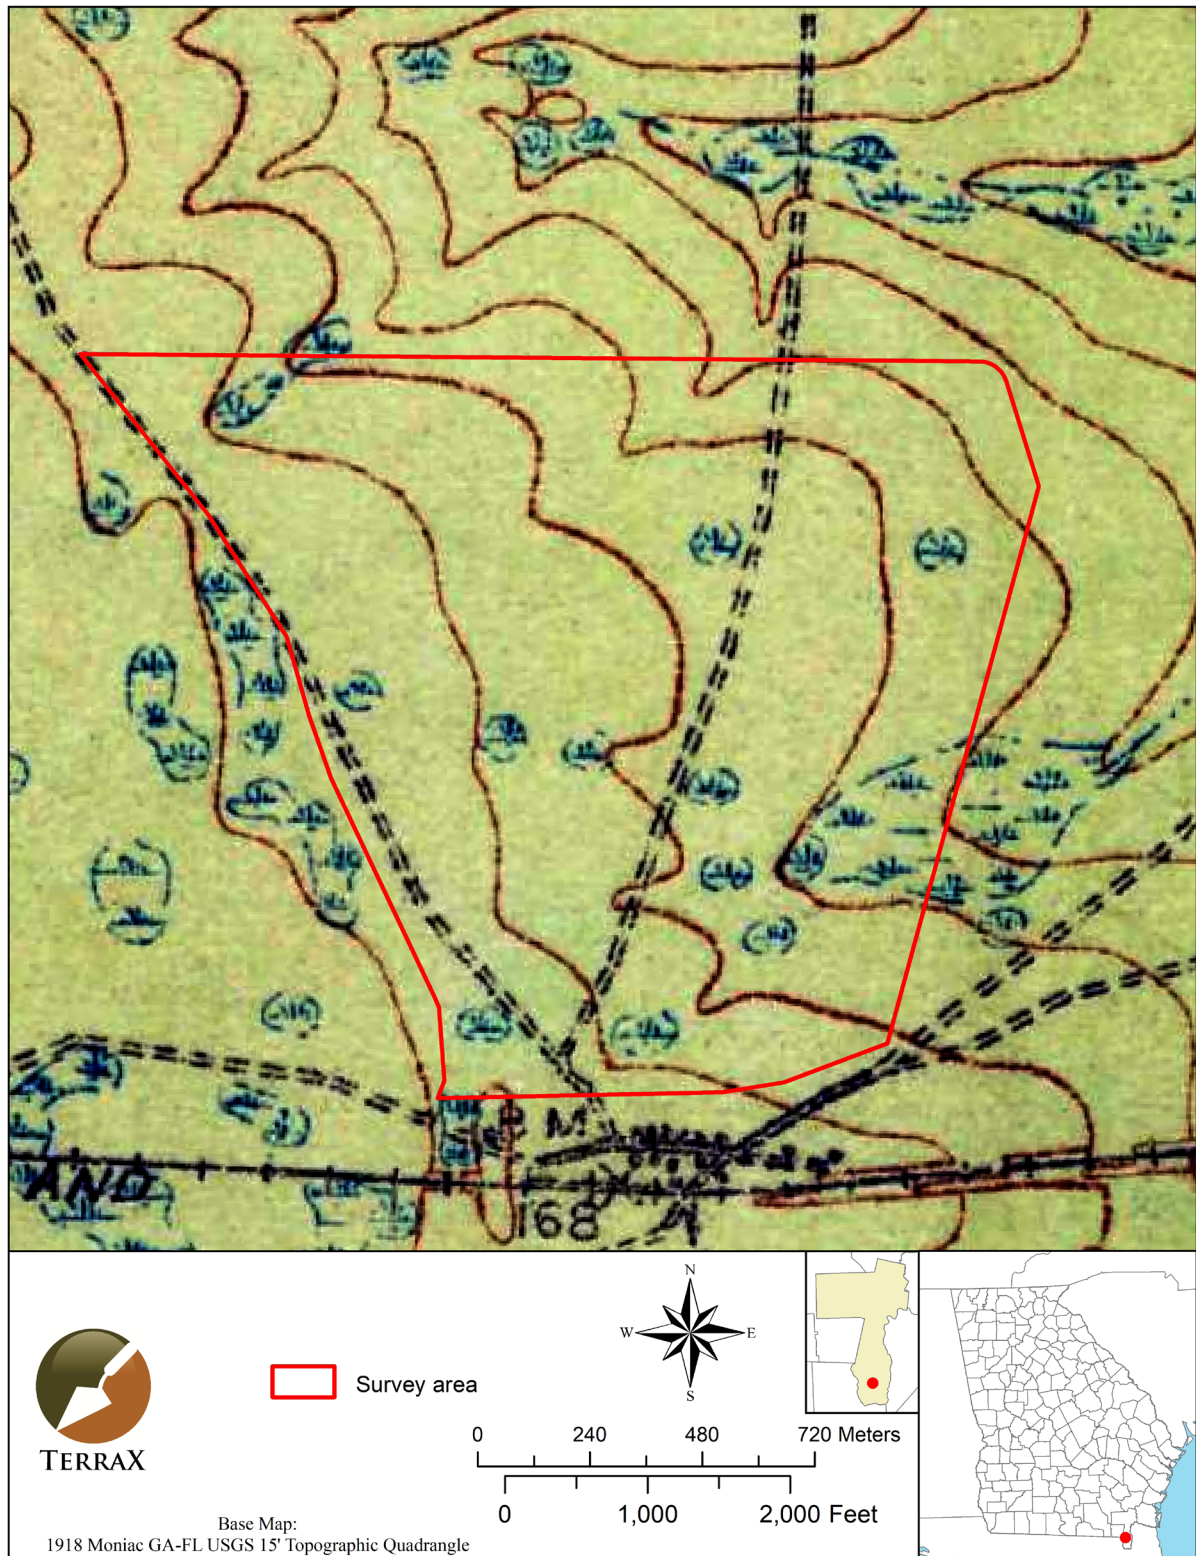 B M
AND
168
N
W E
S
Survey area
TERRAX
0 240 480 720 Meters
0 1,000 2,000 Feet
Base Map:
1918 Moniac GA-FL USGS 15' Topographic Quadrangle